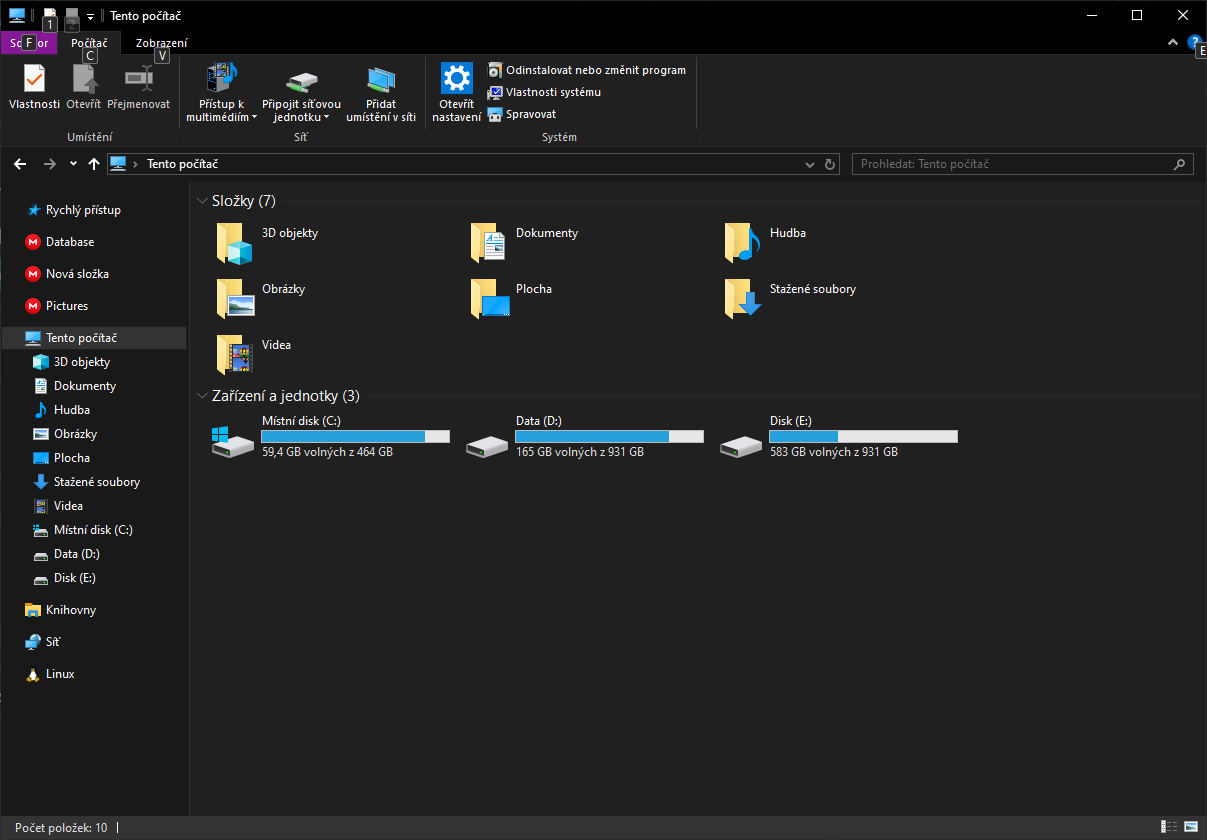 1
2
Tento počítač
F
Počítač
Zobrazení
C
V
E
Vlastnosti
Otevřít
Přejmenovat
Přístup k multimédiím
Připojit síťovou jednotku
Přidat umístění v síti
Otevřít nastavení
Odinstalovat nebo změnit program
Vlastnosti systému
Spravovat
Umístění
Síť
Systém
Tento počítač
Prohledat: Tento počítač
Rychlý přístup
Database
Nová složka
Pictures
Tento počítač
3D objekty
Dokumenty
Hudba
Obrázky
Plocha
Stažené soubory
Videa
Místní disk (C:)
Data (D:)
Disk (E:)
Knihovny
Síť
Linux
Složky (7)
3D objekty
Dokumenty
Hudba
Obrázky
Plocha
Stažené soubory
Videa
Zařízení a jednotky (3)
Místní disk (C:)
59,4 GB volných z 464 GB
Data (D:)
165 GB volných z 931 GB
Disk (E:)
583 GB volných z 931 GB
Počet položek: 10